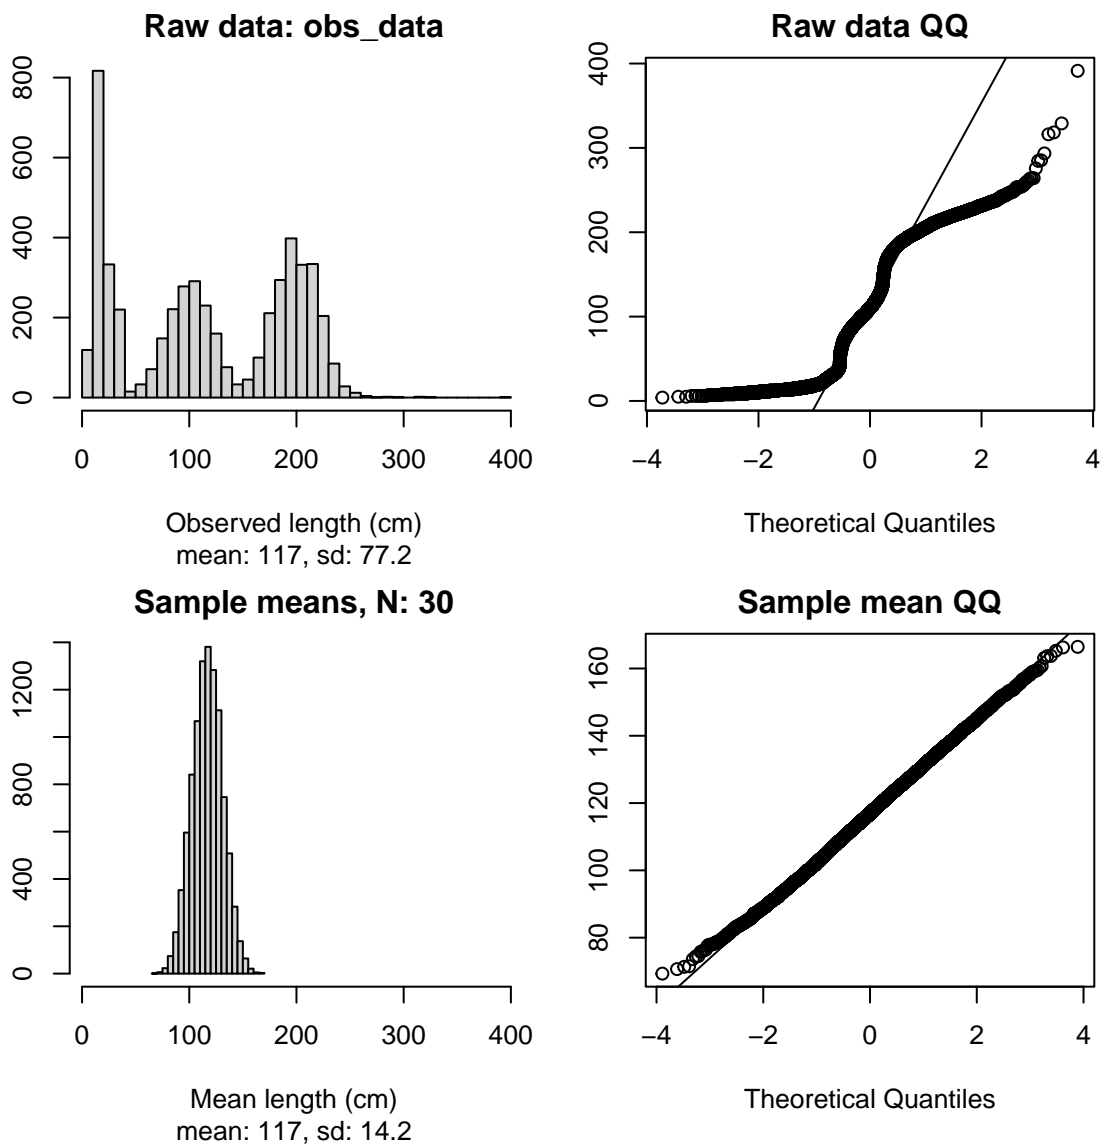 Raw data: obs_data
800
600
400
200
0
0 100 200 300 400
Observed length (cm)
mean: 117, sd: 77.2
Raw data QQ
400
300
200
100
0
−4 −2 0 2 4
Theoretical Quantiles
Sample means, N: 30
1200
800
400
0
0 100 200 300 400
Mean length (cm)
mean: 117, sd: 14.2
Sample mean QQ
160
140
120
100
80
−4 −2 0 2 4
Theoretical Quantiles